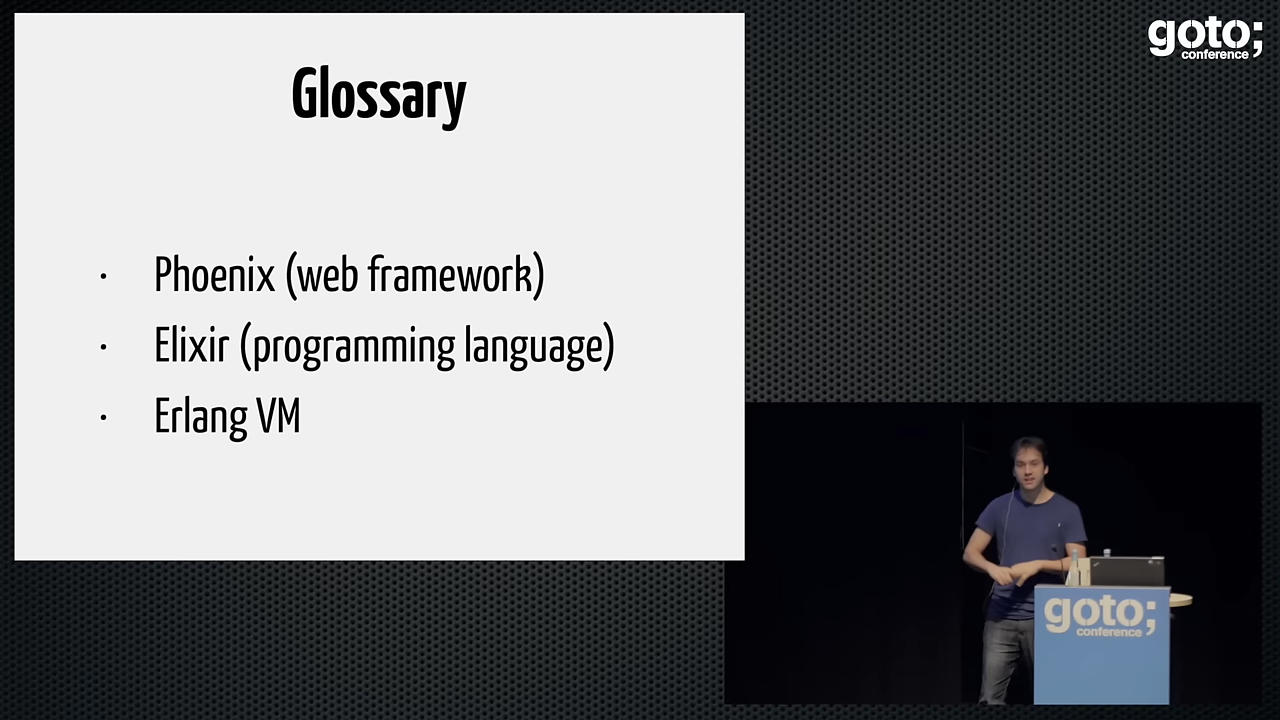 Glossary
· Phoenix (web framework)
· Elixir (programming language)
· Erlang VM
goto;
conference
goto;
conference